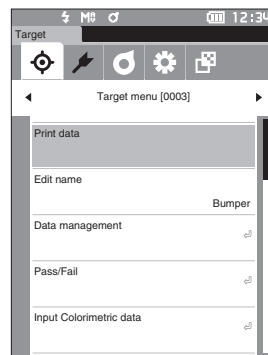 12:34
Target
Target menu [0003]
Print data
Edit name
Bumper
Data management
Pass/Fail
Input Colorimetric data